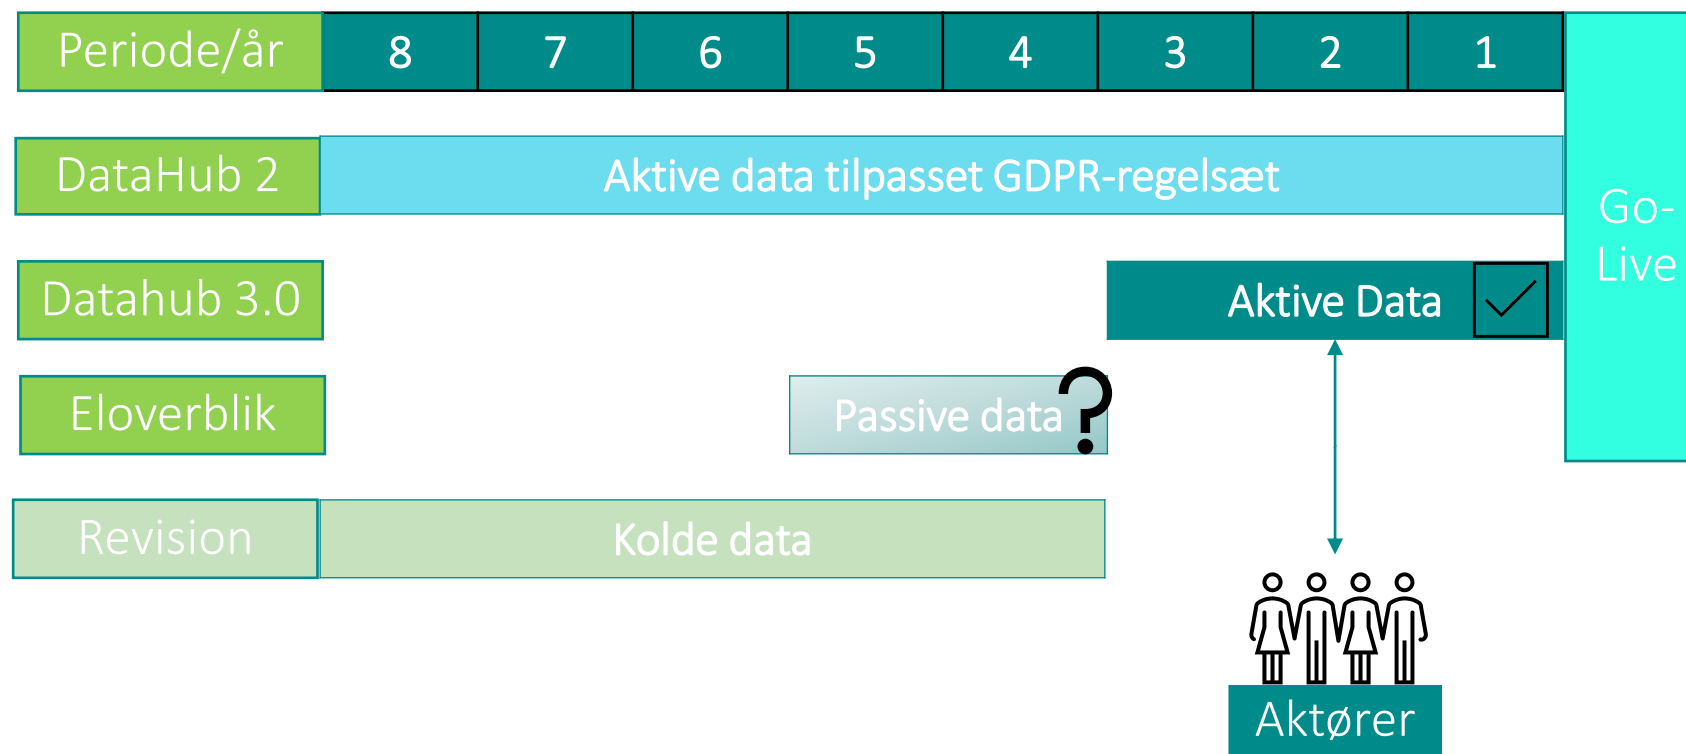 Periode/år 8 7 6 5 4 3 2 1
DataHub 2 Aktive data tilpasset GDPR-regelsæt
Go-
Live
Datahub 3.0 Aktive Data
Eloverblik Passive data ?
Revision Kolde data
Aktører